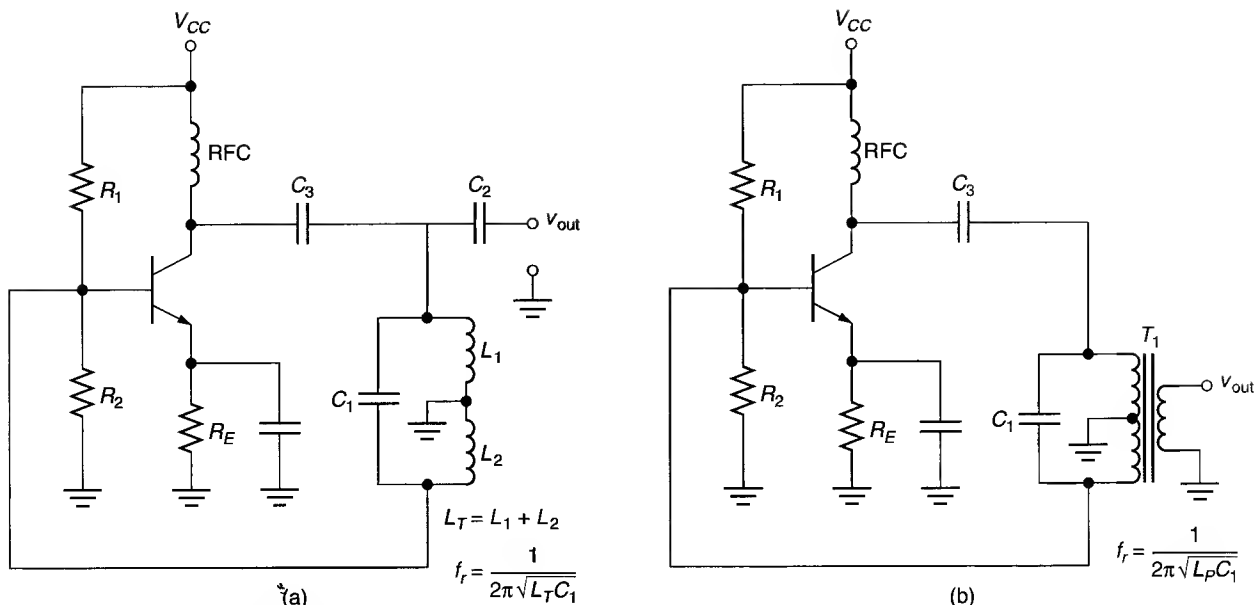 V_CC
RFC
R_1
C_3
C_2
v_out
R_2
R_E
C_1
L_1
L_2
L_T = L_1 + L_2
f_r = 1 / 2π√L_T C_1
(a)
V_CC
RFC
R_1
C_3
R_2
R_E
C_1
T_1
v_out
f_r = 1 / 2π√L_P C_1
(b)